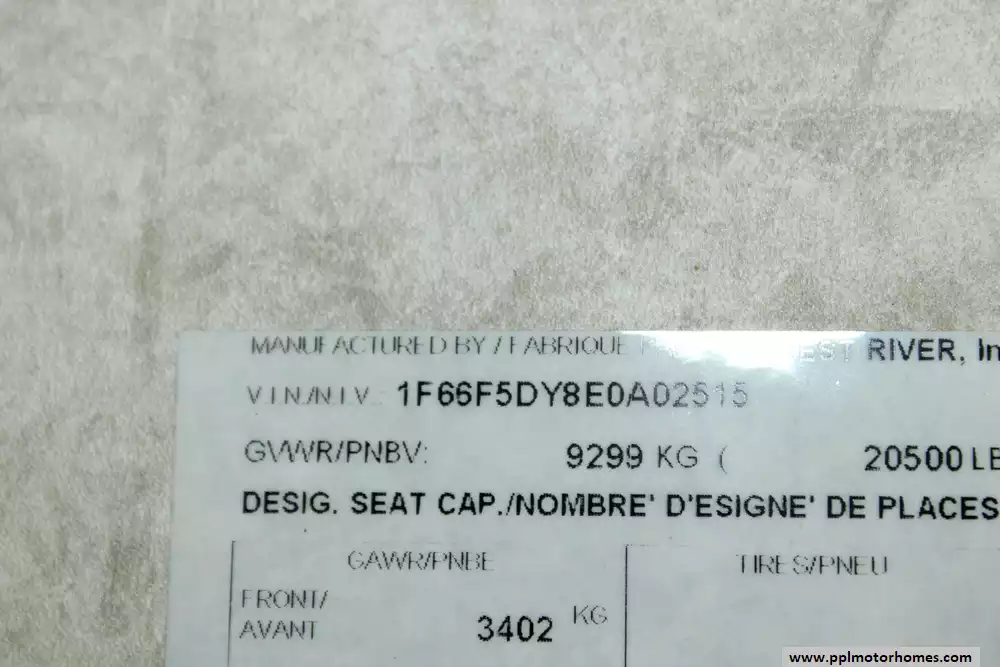 MANUFACTURED BY / FABRIQUE RIVER, In
V I N./N I V.: 1F66F5DY8E0A02515
GVWR/PNBV: 9299 KG ( 20500 LB
DESIG. SEAT CAP./NOMBRE' D'ESIGNE' DE PLACES
GAWR/PNBE TIRES/PNEU
FRONT/
AVANT 3402 KG
www.pplmotorhomes.com